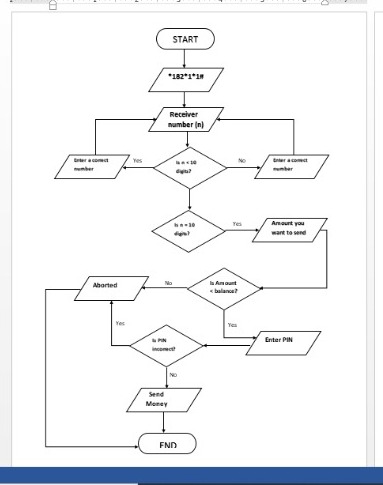 START
*182*1*1#
Receiver
number (n)
Enter a correct
number
Yes
Is n < 10
digits?
No
Enter a correct
number
Is n = 10
digits?
Yes
Amount you
want to send
Aborted
No
Is Amount
< balance?
Yes
Yes
Is PIN
incorrect?
Enter PIN
No
Send
Money
END